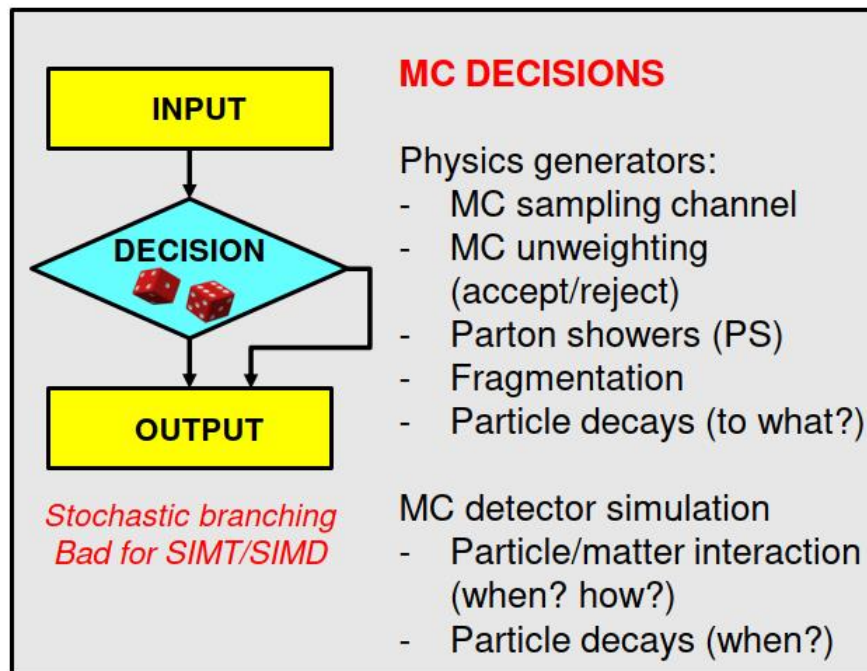 INPUT
DECISION
OUTPUT
Stochastic branching
Bad for SIMT/SIMD
MC DECISIONS
Physics generators:
- MC sampling channel
- MC unweighting
(accept/reject)
- Parton showers (PS)
- Fragmentation
- Particle decays (to what?)
MC detector simulation
- Particle/matter interaction
(when? how?)
- Particle decays (when?)